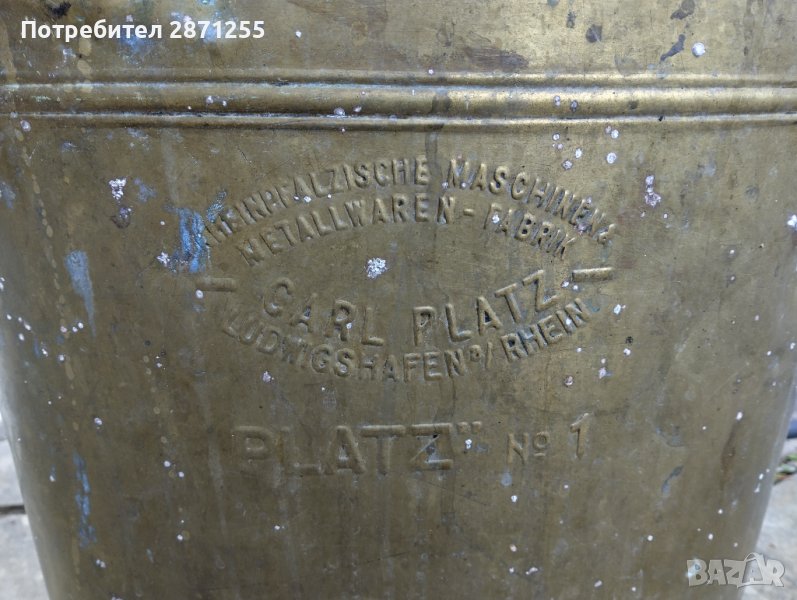 Потребител 2871255
RHEINPFÄLZISCHE MASCHINEN &
METALLWAREN - FABRIK
- CARL PLATZ -
LUDWIGSHAFEN a/ RHEIN
PLATZ" No 1
BAZAR